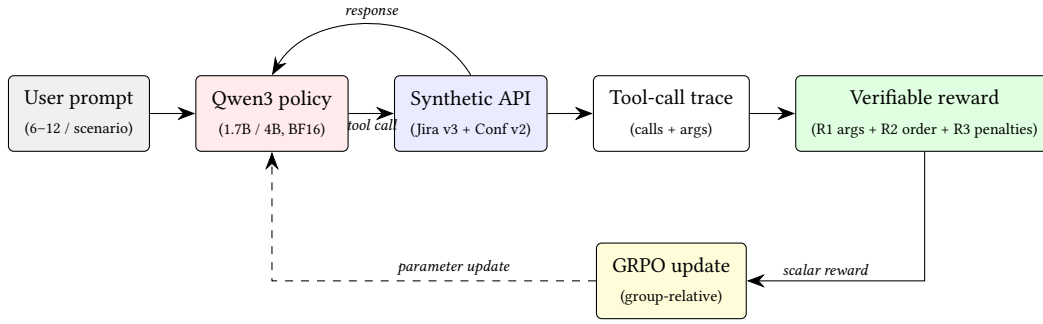 response
User prompt
(6–12 / scenario)
Qwen3 policy
(1.7B / 4B, BF16)
tool call
Synthetic API
(Jira v3 + Conf v2)
Tool-call trace
(calls + args)
Verifiable reward
(R1 args + R2 order + R3 penalties)
parameter update
GRPO update
(group-relative)
scalar reward